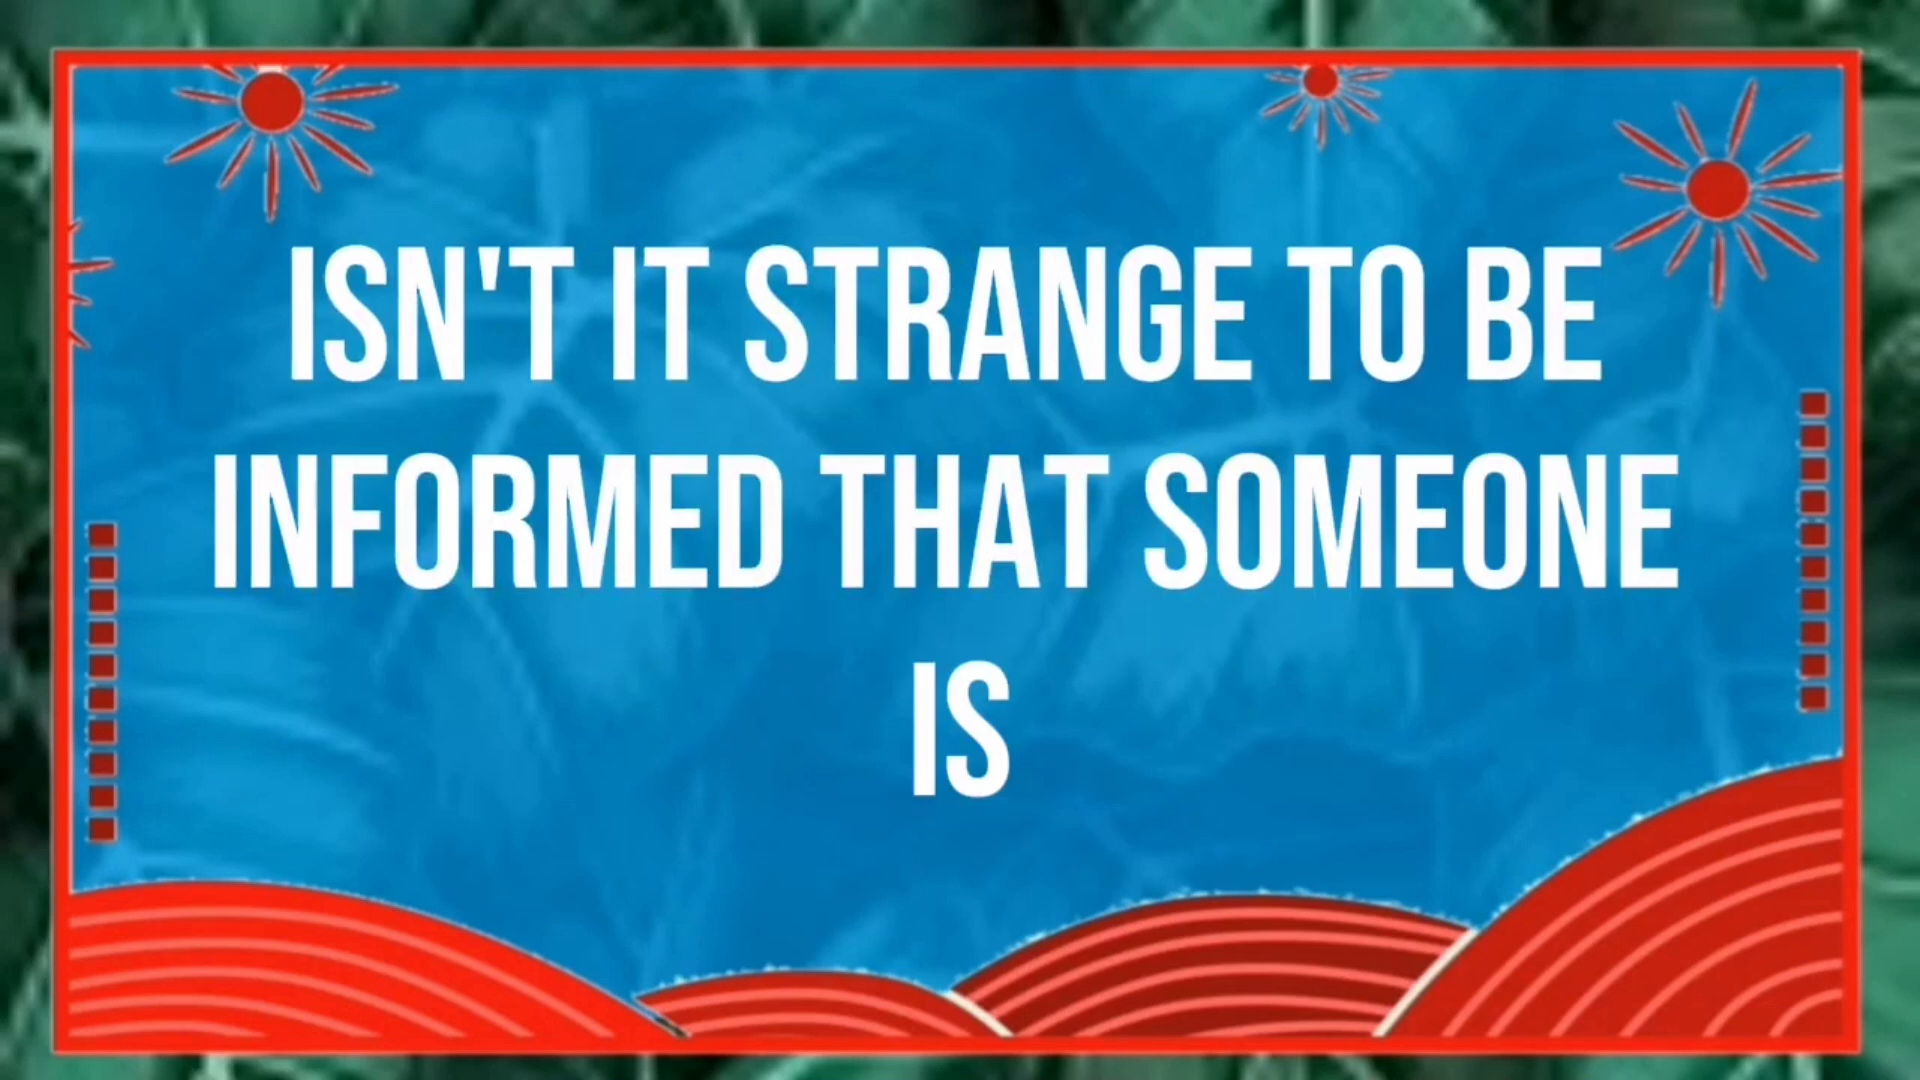 ISN'T IT STRANGE TO BE
INFORMED THAT SOMEONE
IS